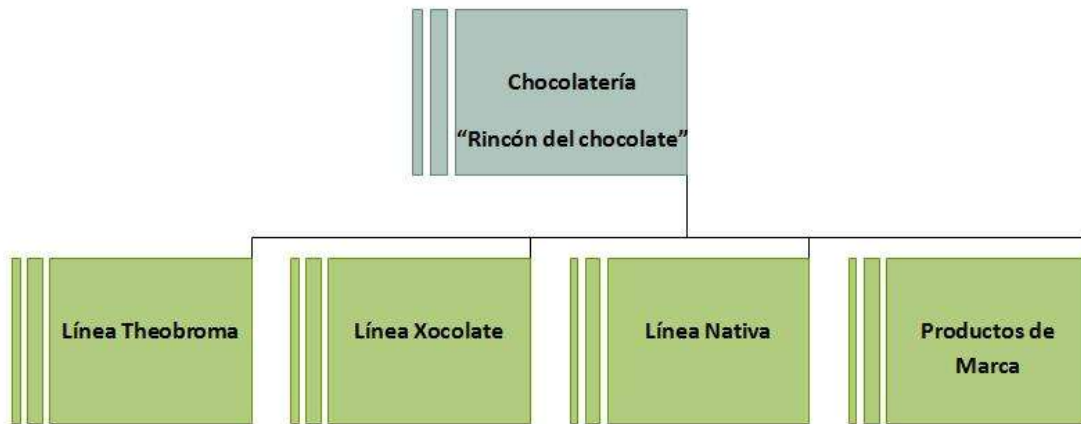 Chocolatería
“Rincón del chocolate”
Línea Theobroma
Línea Xocolate
Línea Nativa
Productos de
Marca